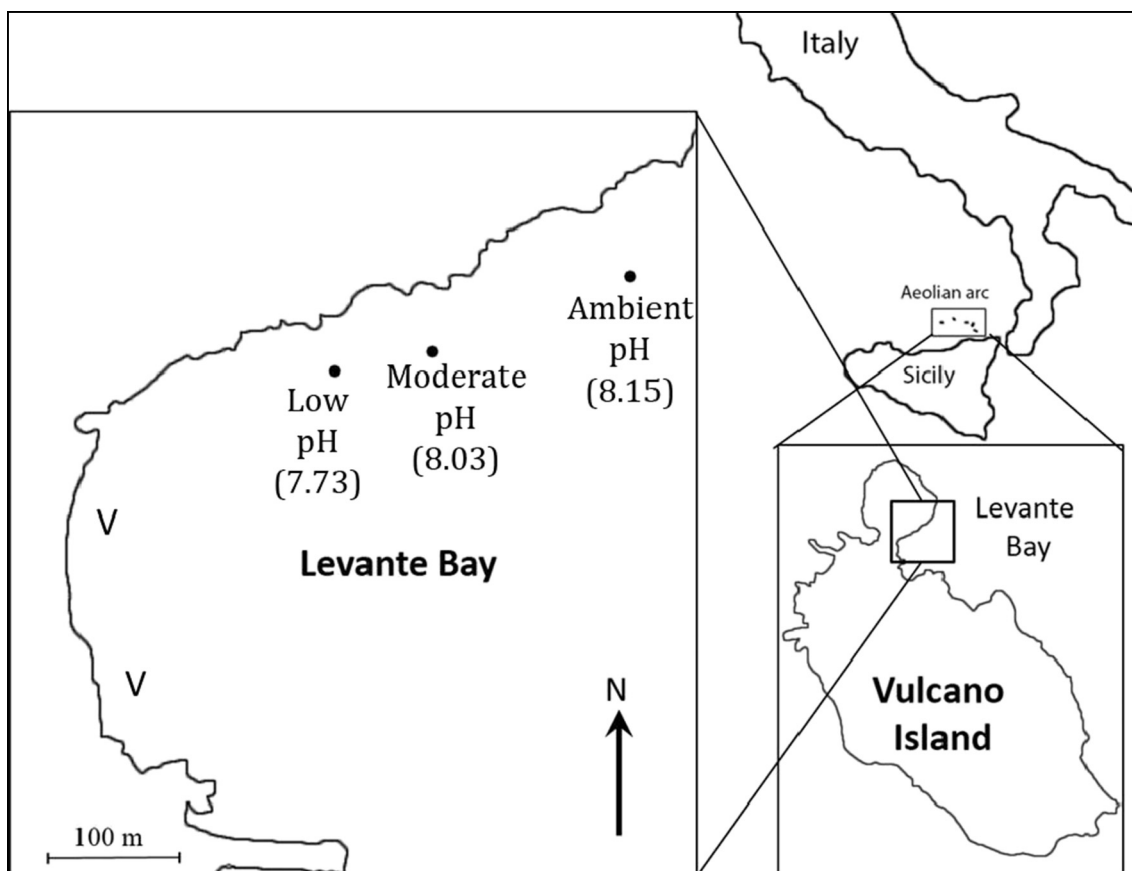 Italy
Aeolian arc
Sicily
Ambient
pH
(8.15)
Moderate
pH
(8.03)
Low
pH
(7.73)
V
Levante Bay
V
N
100 m
Levante
Bay
Vulcano
Island